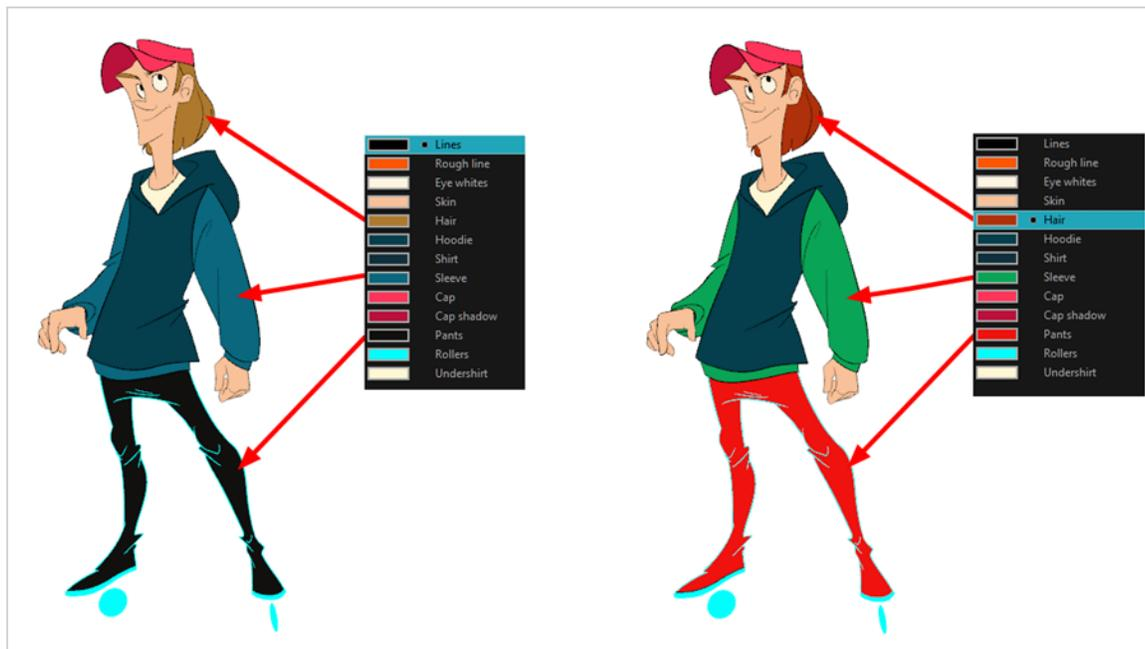 Lines
Rough line
Eye whites
Skin
Hair
Hoodie
Shirt
Sleeve
Cap
Cap shadow
Pants
Rollers
Undershirt
Lines
Rough line
Eye whites
Skin
Hair
Hoodie
Shirt
Sleeve
Cap
Cap shadow
Pants
Rollers
Undershirt